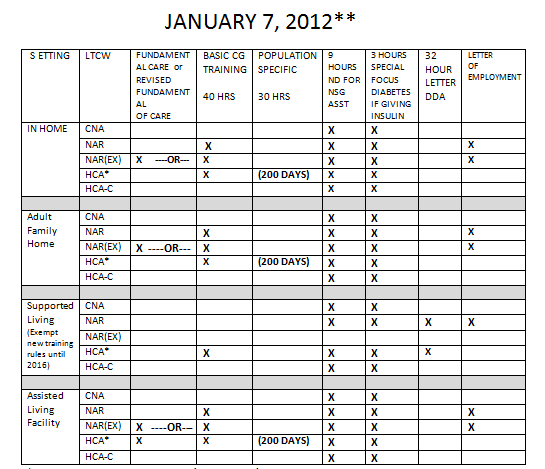 JANUARY 7, 2012**
S ETTING LTCW FUNDAMENT BASIC CG POPULATION 9 3 HOURS 32 LETTER
AL CARE or TRAINING SPECIFIC HOURS SPECIAL HOUR OF
REVISED ND FOR FOCUS LETTER EMPLOYMENT
FUNDAMENT 40 HRS 30 HRS NSG DIABETES DDA
AL ASST IF GIVING
OF CARE INSULIN
IN HOME CNA X X
NAR X X X X
NAR(EX) X ----OR--- X X X X
HCA* X (200 DAYS) X X
HCA-C X X
Adult CNA X X
Family NAR X X X X
Home NAR(EX) X ----OR--- X X X X
HCA* X (200 DAYS) X X
HCA-C X X
Supported CNA X X
Living NAR X X X X
(Exempt NAR(EX)
new training
rules until HCA* X X X X
2016) HCA-C X X
Assisted CNA X X
Living NAR X X X X
Facility NAR(EX) X ----OR--- X X X X
HCA* X X (200 DAYS) X X
HCA-C X X